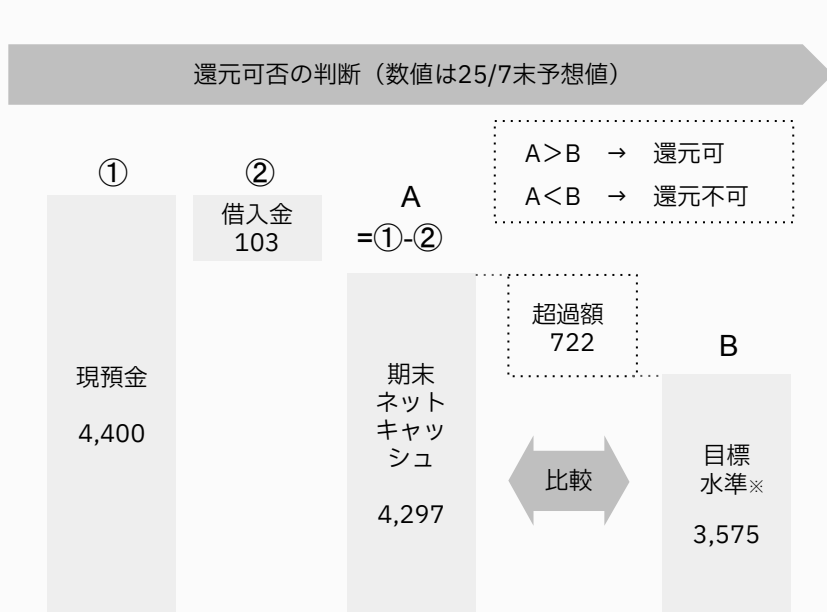 還元可否の判断（数値は25/7末予想値）
A＞B → 還元可
A＜B → 還元不可
①
②
借入金
103
A
=①-②
超過額
722
B
現預金
4,400
期末
ネット
キャッ
シュ
4,297
比較
目標
水準※
3,575